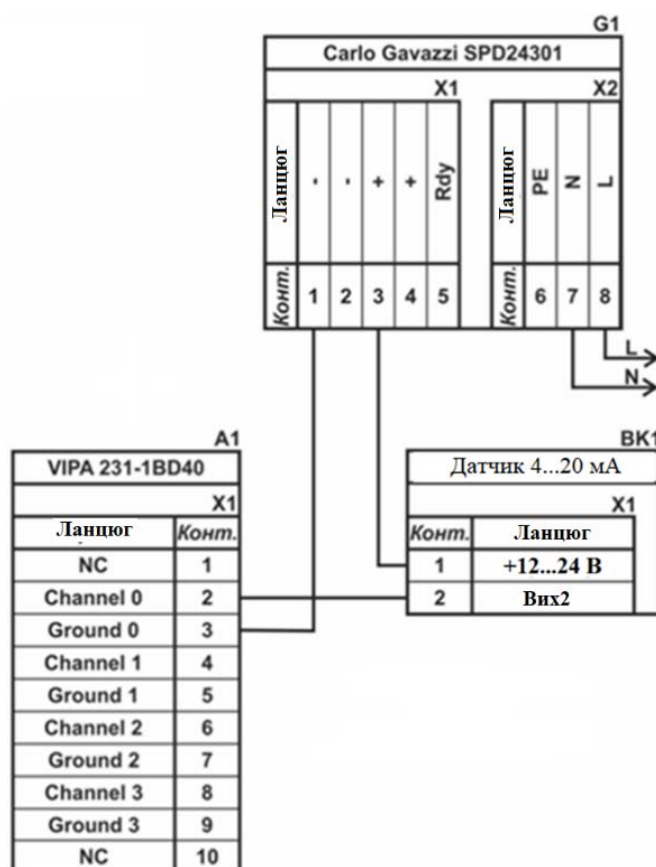 G1
Carlo Gavazzi SPD24301
X1 X2
Ланцюг - - + + Rdy Ланцюг PE N L
Конт. 1 2 3 4 5 Конт. 6 7 8
L
N
A1
VIPA 231-1BD40
X1
Ланцюг Конт.
NC 1
Channel 0 2
Ground 0 3
Channel 1 4
Ground 1 5
Channel 2 6
Ground 2 7
Channel 3 8
Ground 3 9
NC 10
BK1
Датчик 4...20 мА
X1
Конт. Ланцюг
1 +12...24 В
2 Вих2